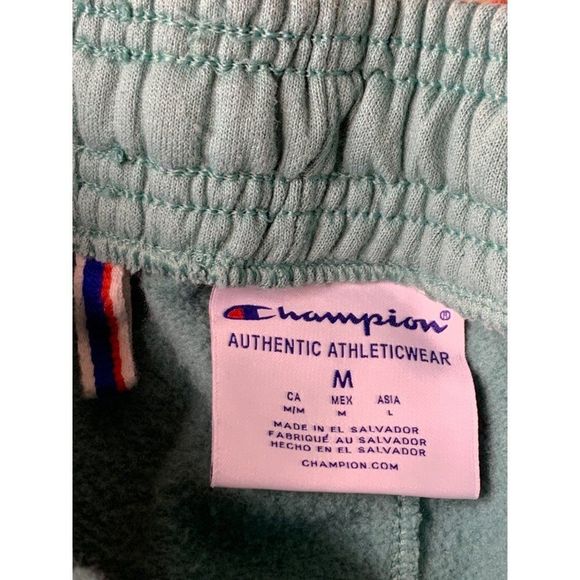 Champion®
AUTHENTIC ATHLETICWEAR
M
CA MEX ASIA
M/M M L
MADE IN EL SALVADOR
FABRIQUÉ AU SALVADOR
HECHO EN EL SALVADOR
CHAMPION.COM